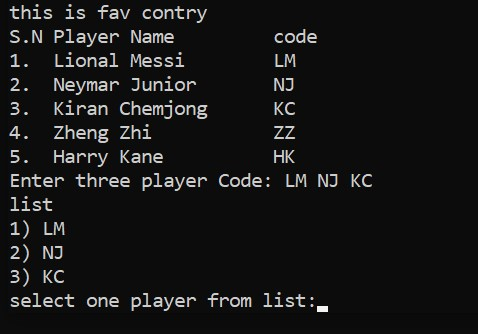 this is fav contry
S.N Player Name code
1. Lional Messi LM
2. Neymar Junior NJ
3. Kiran Chemjong KC
4. Zheng Zhi ZZ
5. Harry Kane HK
Enter three player Code: LM NJ KC
list
1) LM
2) NJ
3) KC
select one player from list: